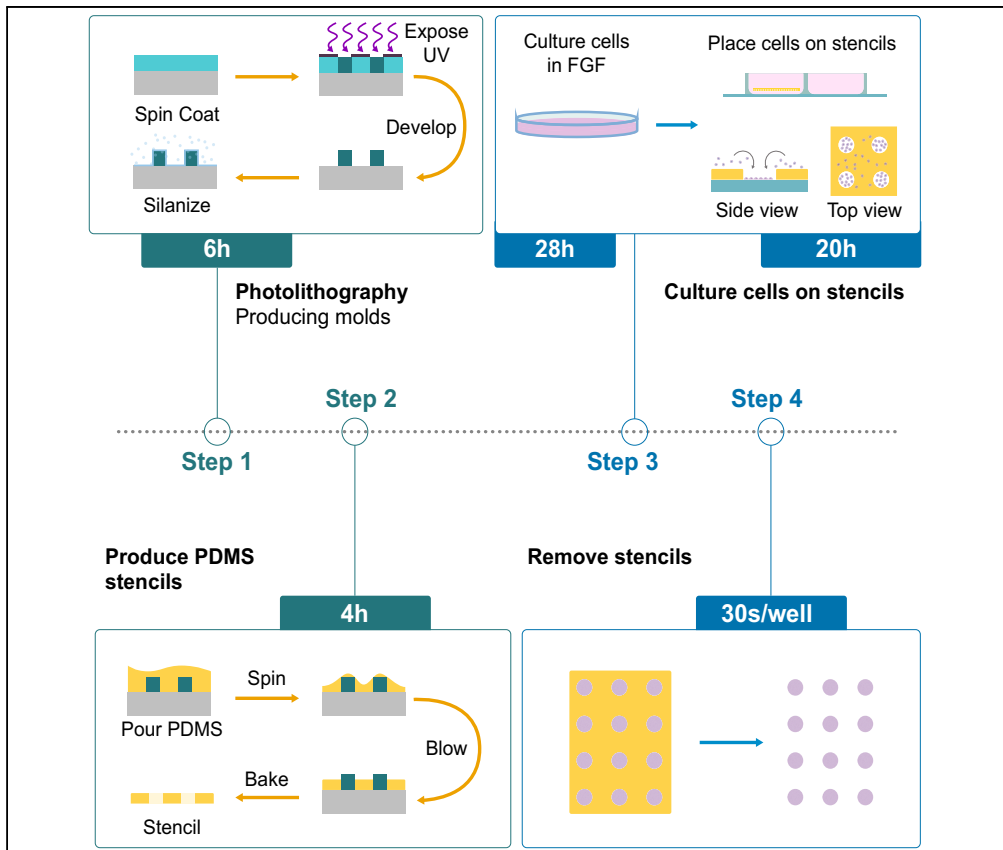 Expose
UV
Spin Coat
Develop
Silanize
6h
Photolithography
Producing molds
Culture cells
in FGF
Place cells on stencils
Side view
Top view
28h
20h
Culture cells on stencils
Step 1
Step 2
Step 3
Step 4
Produce PDMS
stencils
4h
Pour PDMS
Spin
Blow
Bake
Stencil
Remove stencils
30s/well